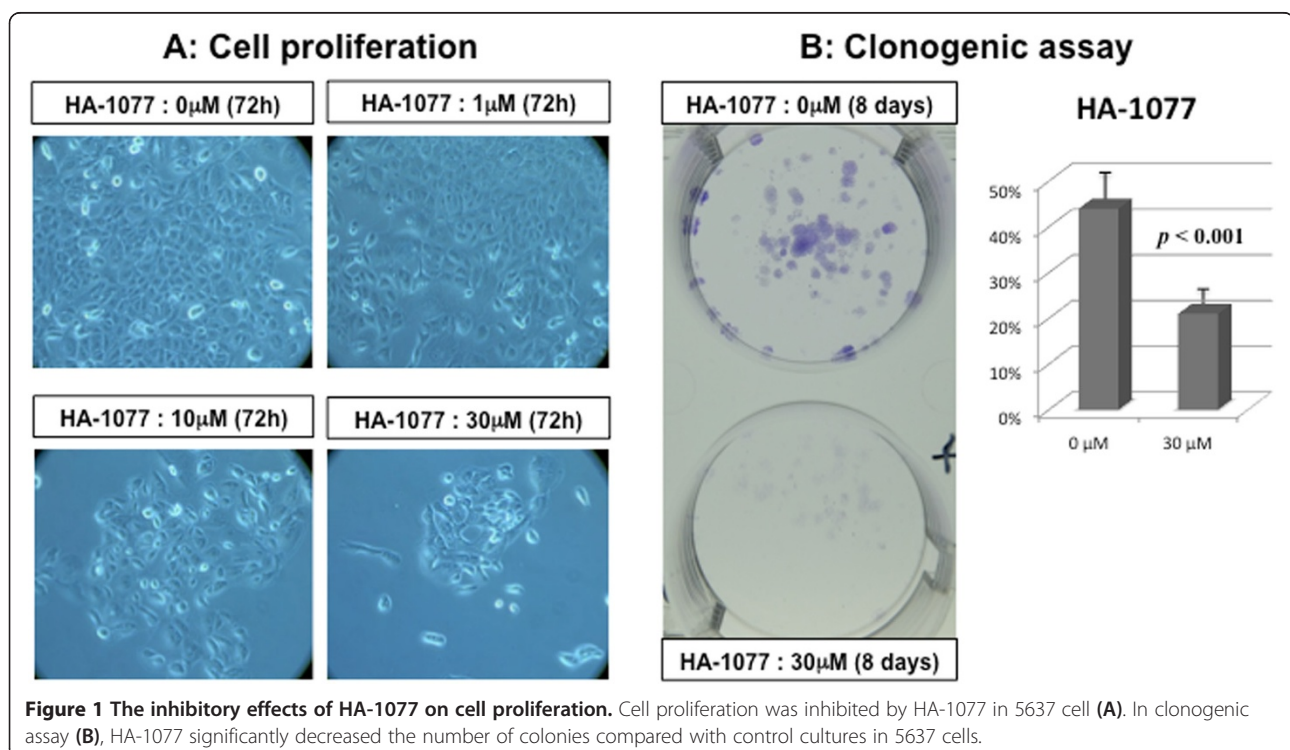 A: Cell proliferation
HA-1077 : 0μM (72h)
HA-1077 : 1μM (72h)
HA-1077 : 10μM (72h)
HA-1077 : 30μM (72h)
B: Clonogenic assay
HA-1077 : 0μM (8 days)
HA-1077 : 30μM (8 days)
HA-1077
50%
40%
30%
20%
10%
0%
p < 0.001
0 μM
30 μM
Figure 1 The inhibitory effects of HA-1077 on cell proliferation. Cell proliferation was inhibited by HA-1077 in 5637 cell (A). In clonogenic
assay (B), HA-1077 significantly decreased the number of colonies compared with control cultures in 5637 cells.